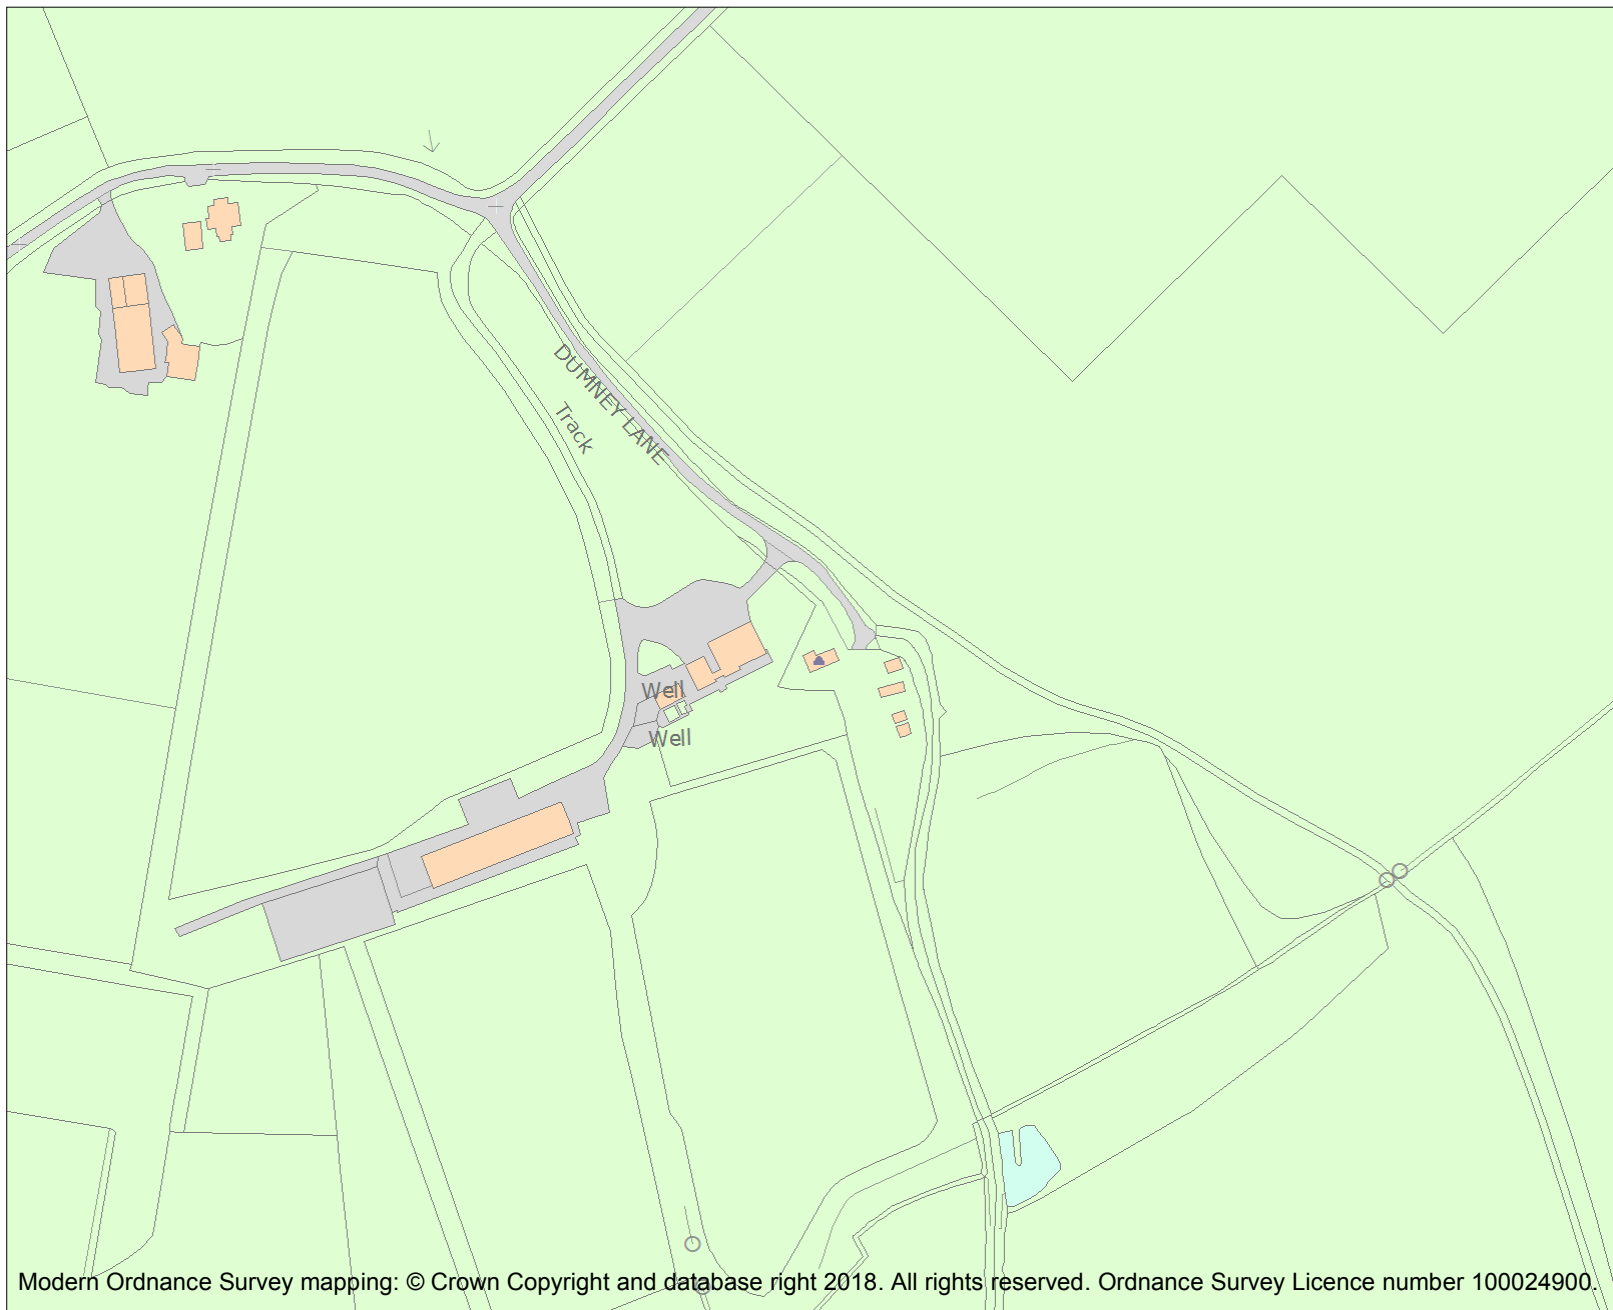 DUMNEY LANE
Track
Well
Well
Modern Ordnance Survey mapping: © Crown Copyright and database right 2018. All rights reserved. Ordnance Survey Licence number 100024900.